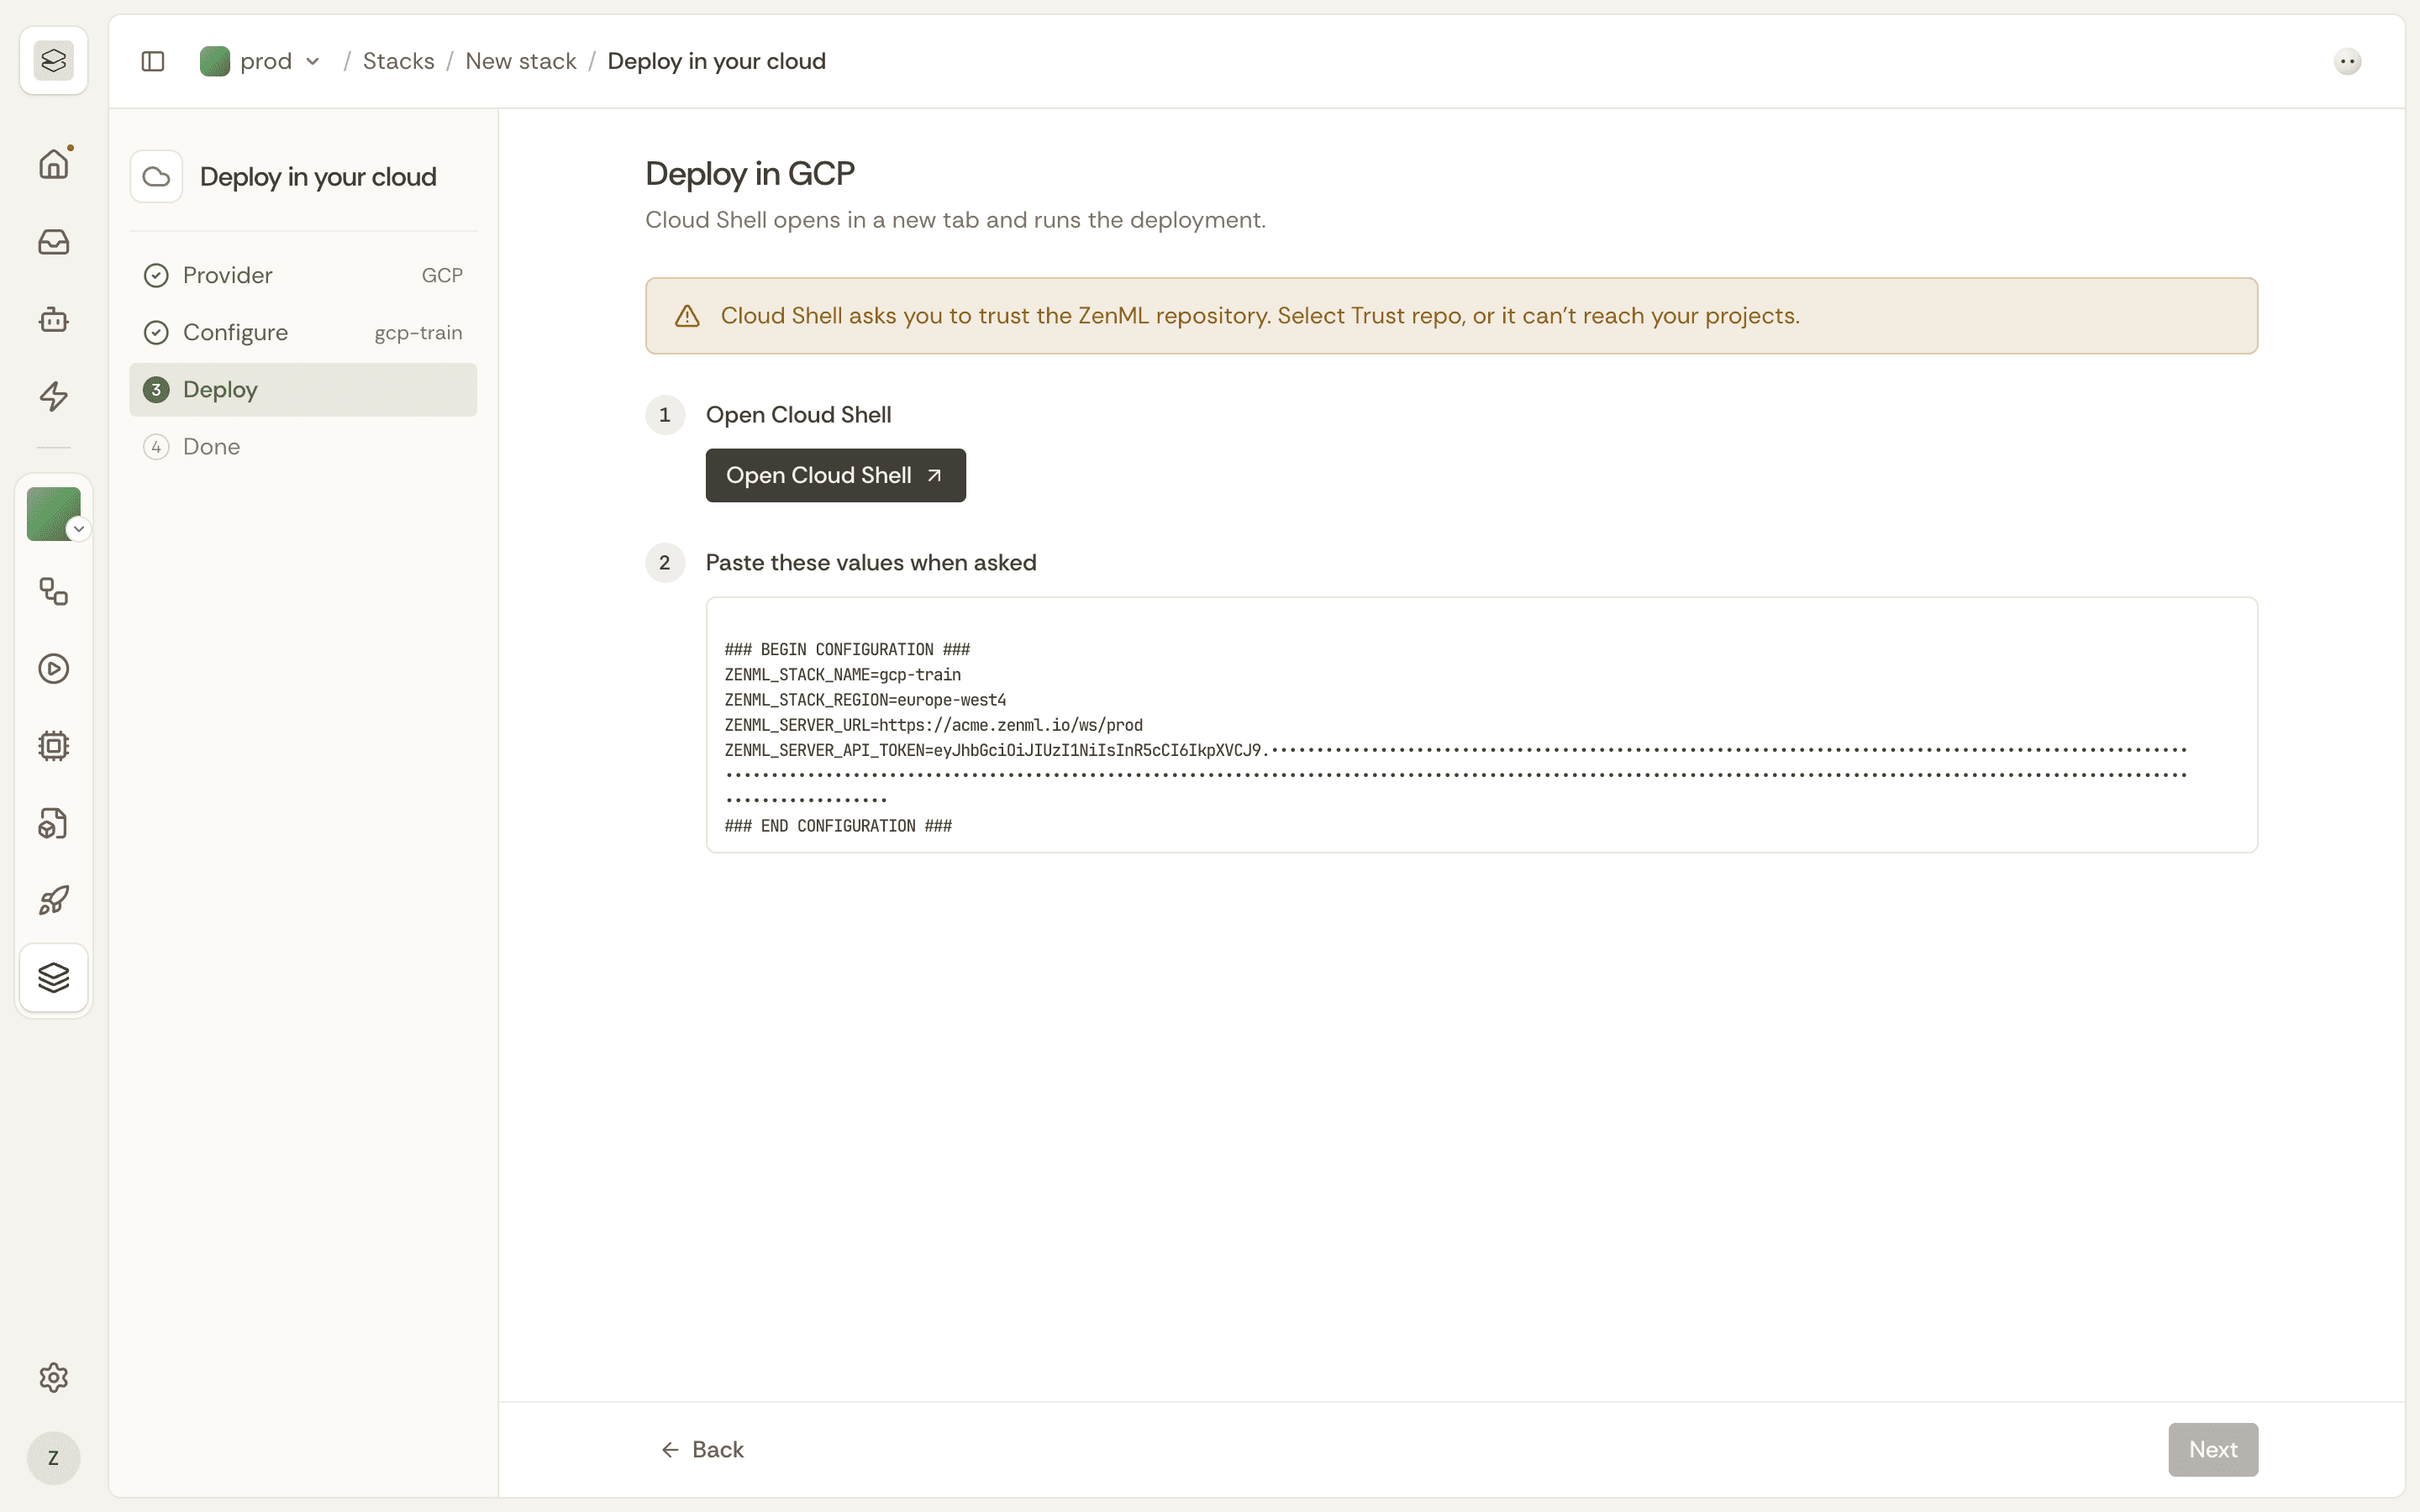 prod / Stacks / New stack / Deploy in your cloud
Deploy in your cloud
Provider GCP
Configure gcp-train
3 Deploy
4 Done
Z
Deploy in GCP
Cloud Shell opens in a new tab and runs the deployment.
Cloud Shell asks you to trust the ZenML repository. Select Trust repo, or it can’t reach your projects.
1 Open Cloud Shell
Open Cloud Shell
2 Paste these values when asked
### BEGIN CONFIGURATION ###
ZENML_STACK_NAME=gcp-train
ZENML_STACK_REGION=europe-west4
ZENML_SERVER_URL=https://acme.zenml.io/ws/prod
ZENML_SERVER_API_TOKEN=eyJhbGciOiJIUzI1NiIsInR5cCI6IkpXVCJ9.•••••••••••••••••••••••••••••••••••••••••••••••••••••••••••••••••••••••••••••••••••••••••••••••••••••
•••••••••••••••••••••••••••••••••••••••••••••••••••••••••••••••••••••••••••••••••••••••••••••••••••••••••••••••••••••••••••••••••••••••••••••••••••••••••••••••••
••••••••••••••••••
### END CONFIGURATION ###
Back
Next